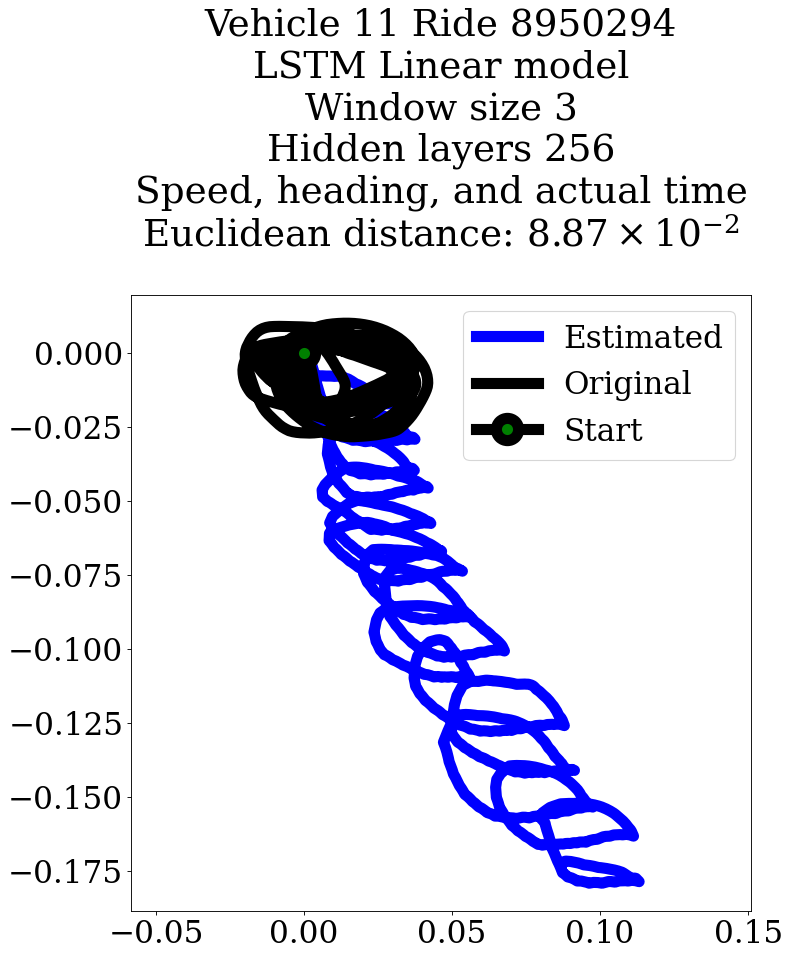 Vehicle 11 Ride 8950294
LSTM Linear model
Window size 3
Hidden layers 256
Speed, heading, and actual time
Euclidean distance: 8.87 × 10⁻²
Estimated
Original
Start
0.000
−0.025
−0.050
−0.075
−0.100
−0.125
−0.150
−0.175
−0.05
0.00
0.05
0.10
0.15